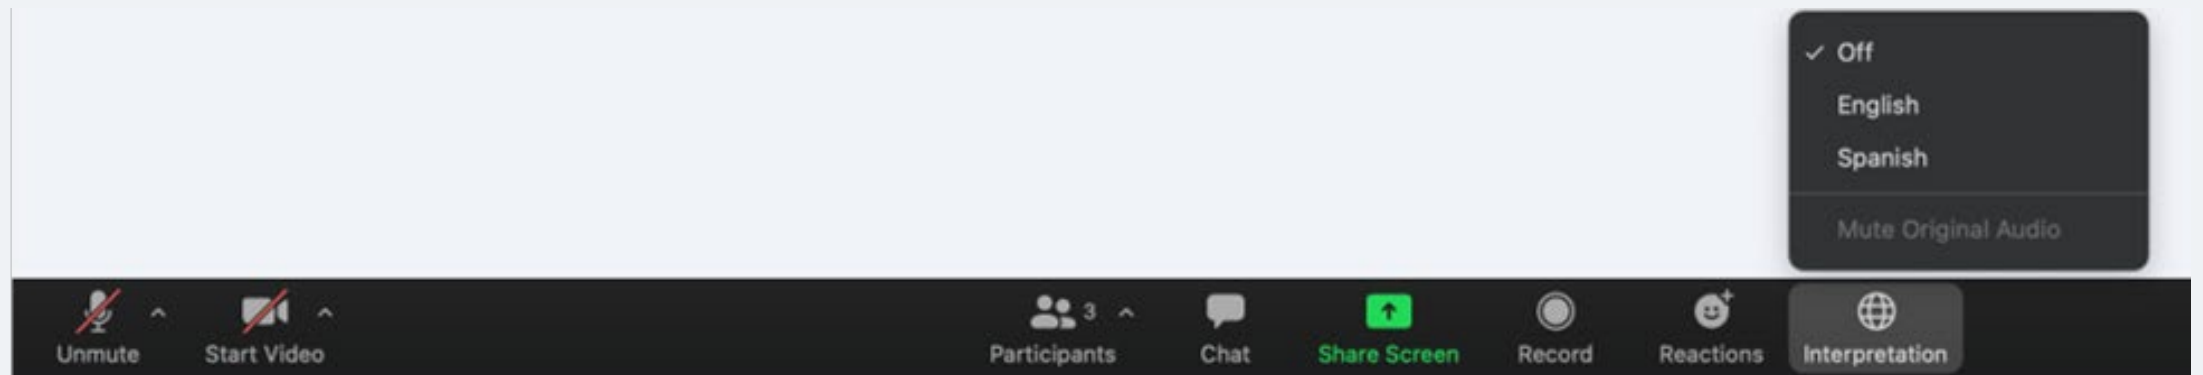 Off
English
Spanish
Mute Original Audio
3
Unmute
Start Video
Participants
Chat
Share Screen
Record
Reactions
Interpretation